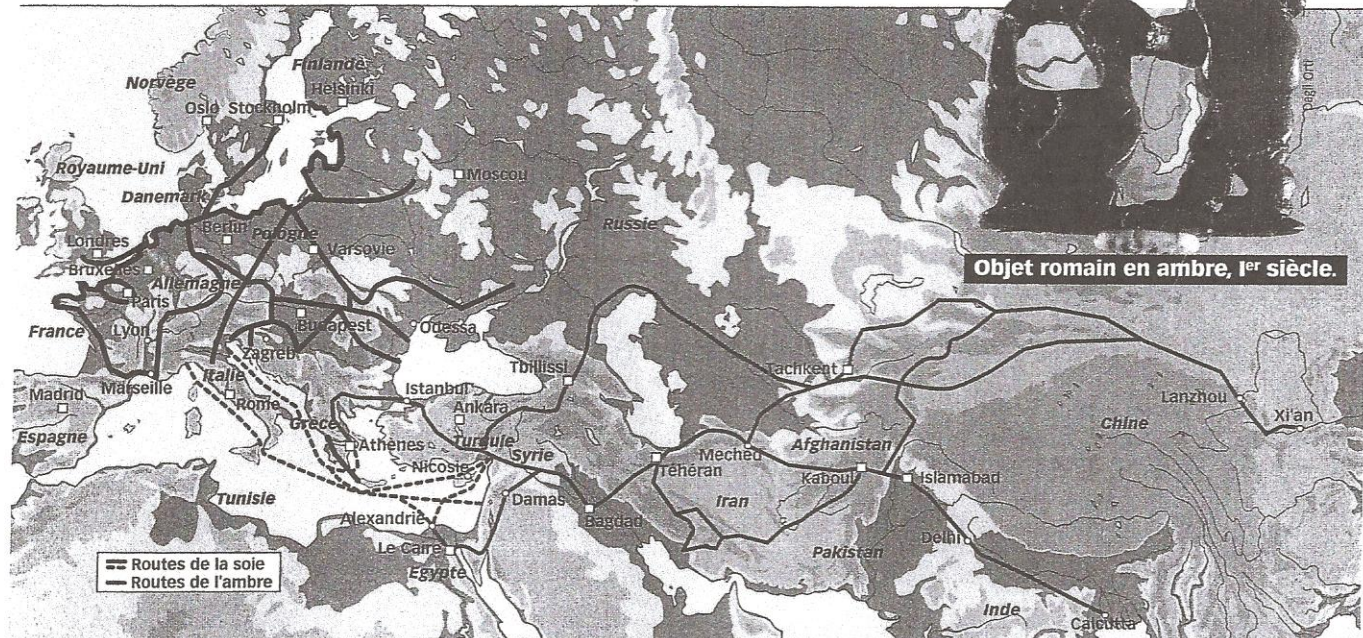 Finlande
Norvège
Helsinki
Oslo
Stockholm
Royaume-Uni
Moscou
Danemark
Berlin
Pologne
Russie
Londres
Varsovie
Bruxelles
Allemagne
Objet romain en ambre, Iᵉʳ siècle.
Paris
France
Lyon
Budapest
Odessa
Zagreb
Tbillissi
Tachkent
Marseille
Italie
Istanbul
Lanzhou
Madrid
Rome
Ankara
Xi'an
Espagne
Grèce
Athènes
Turquie
Syrie
Meched
Afghanistan
Chine
Nicosie
Téhéran
Kaboul
Islamabad
Tunisie
Damas
Iran
Alexandrie
Bagdad
Delhi
Le Caire
Pakistan
Routes de la soie
Routes de l'ambre
Egypte
Inde
Calcutta